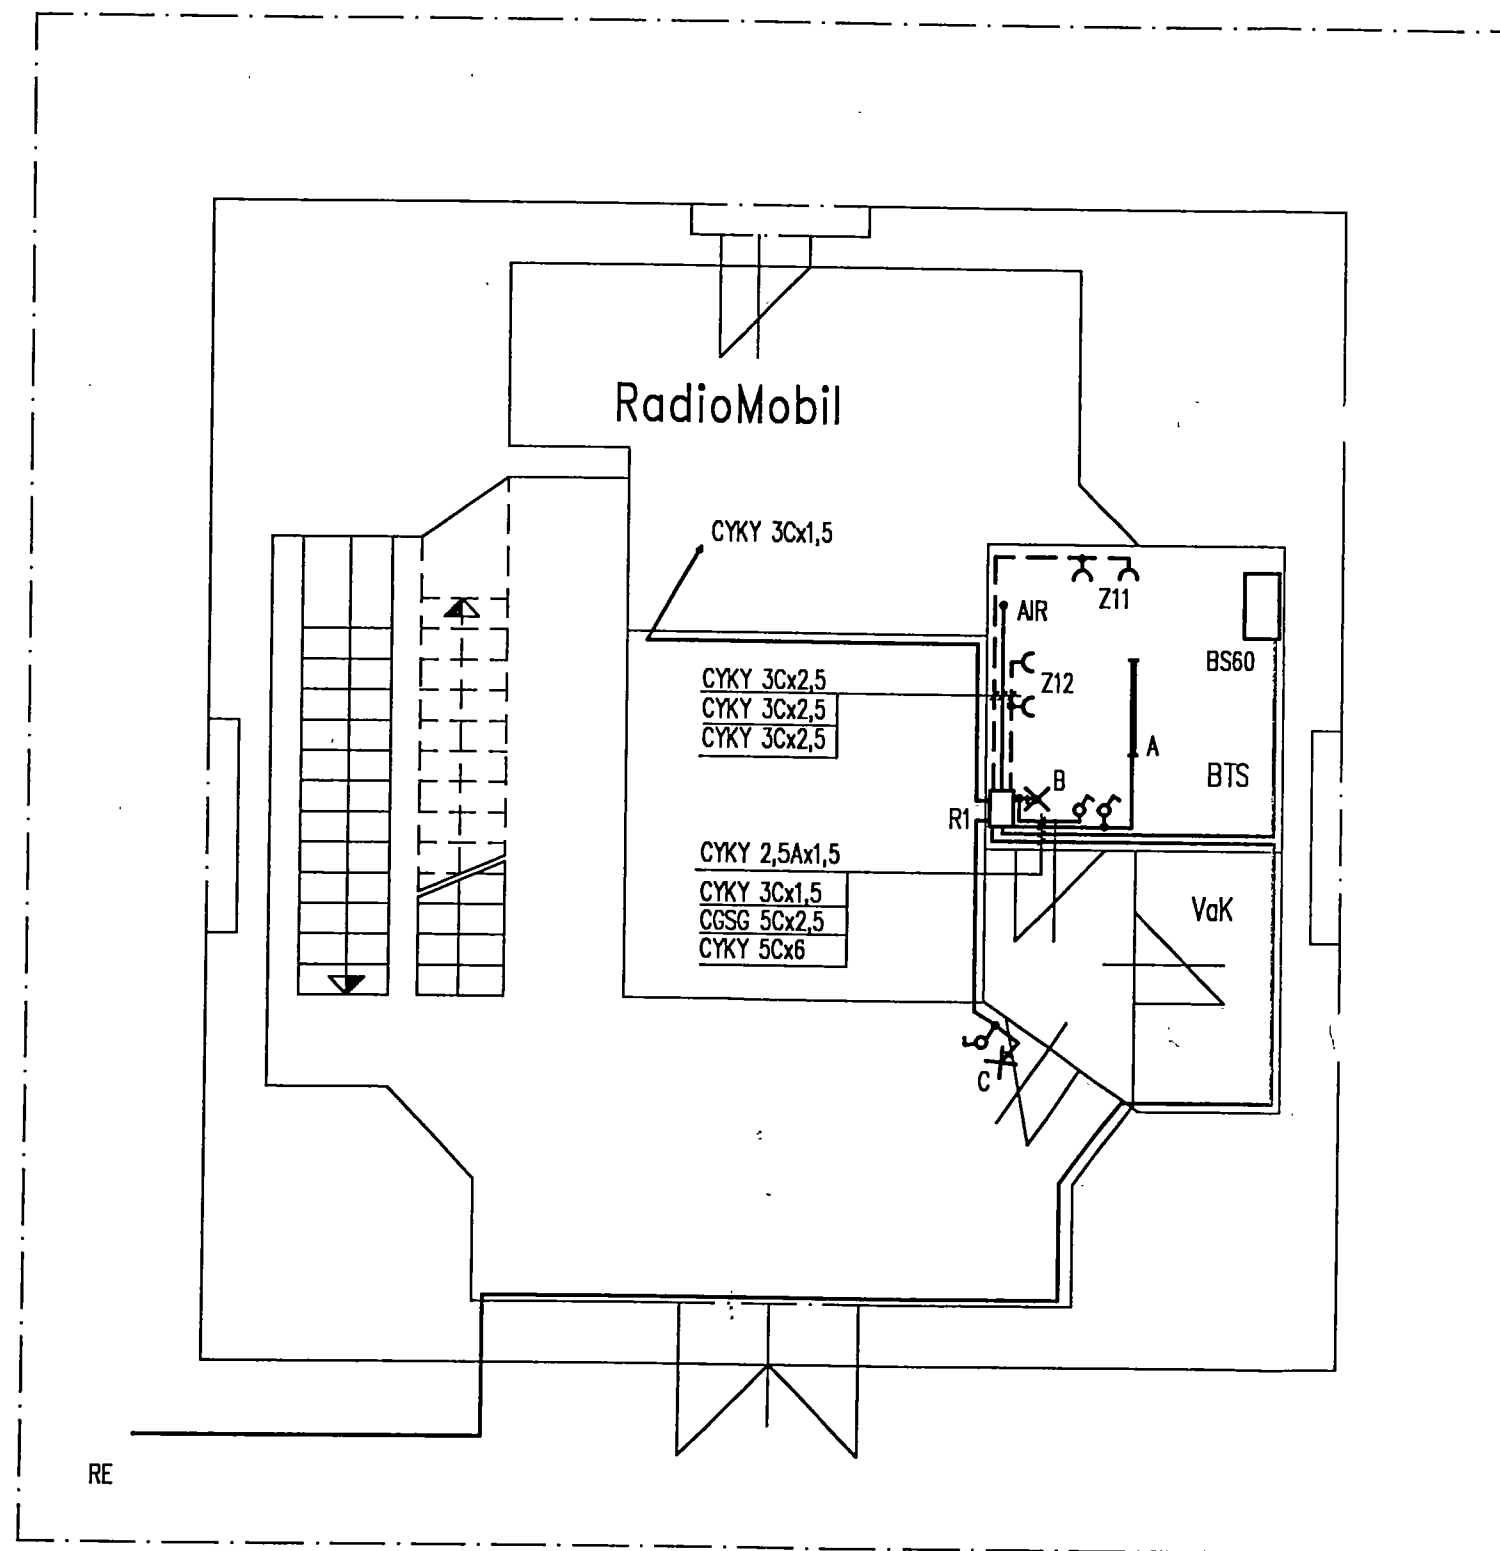 RadioMobil
CYKY 3Cx1,5
Z11
AIR
BS60
CYKY 3Cx2,5
Z12
CYKY 3Cx2,5
CYKY 3Cx2,5
A
BTS
B
R1
CYKY 2,5Ax1,5
CYKY 3Cx1,5
CGSG 5Cx2,5
CYKY 5Cx6
VaK
C
RE